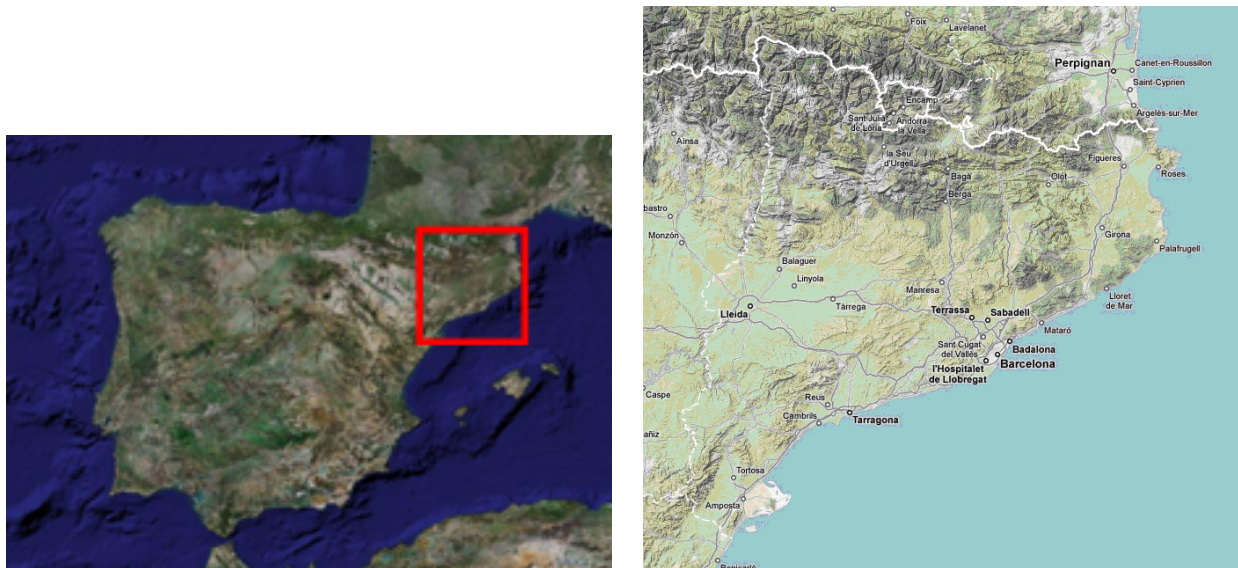 Foix
Lavelanet
Perpignan
Canet-en-Roussillon
Saint-Cyprien
Argelès-sur-Mer
Encamp
Sant Julià
de Lòria
Andorra
la Vella
Aïnsa
la Seu
d'Urgell
Bagà
Berga
Olot
Figueres
Roses
bastro
Monzón
Girona
Palafrugell
Balaguer
Linyola
Manresa
Lloret
de Mar
Lleida
Tàrrega
Terrassa
Sabadell
Mataró
Sant Cugat
del Vallès
Badalona
Barcelona
l'Hospitalet
de Llobregat
Caspe
Reus
Cambrils
Tarragona
añiz
Tortosa
Amposta